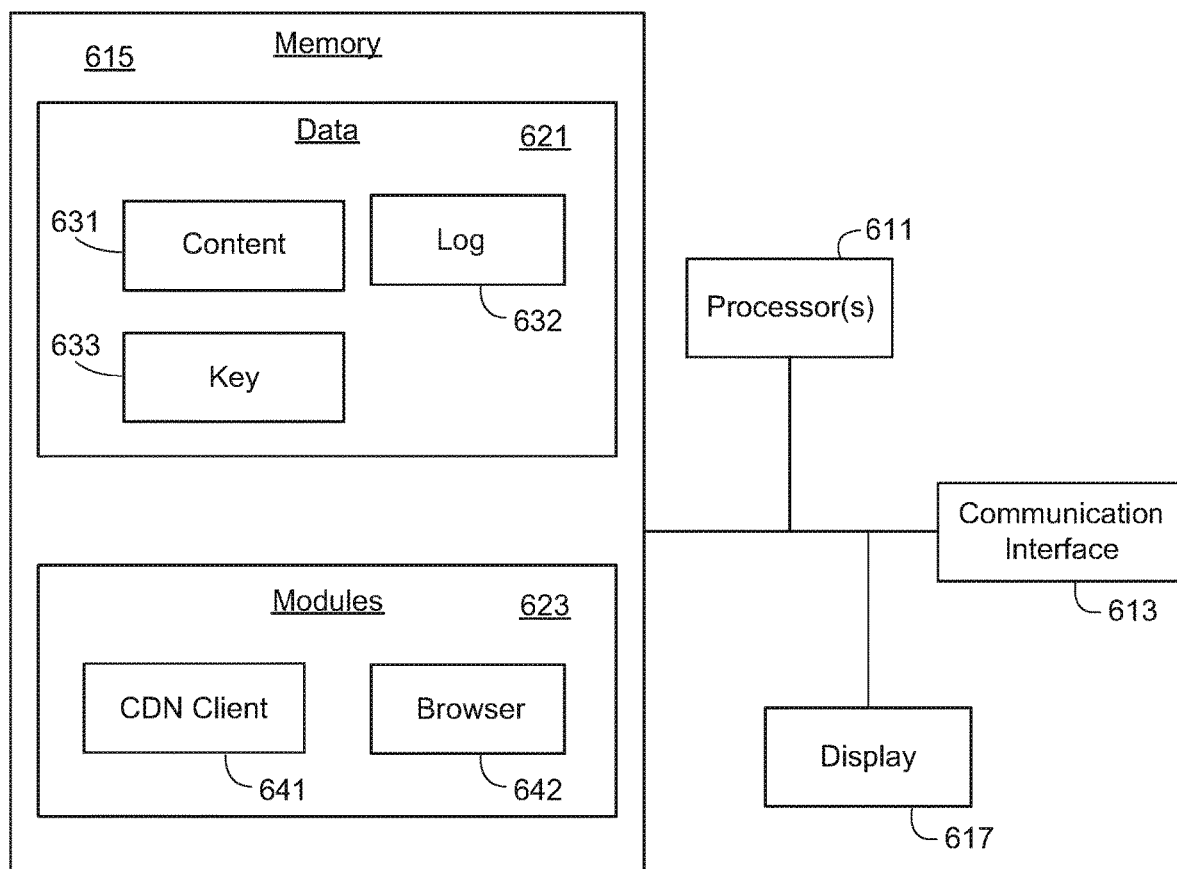 Memory
615
Data
621
631
Content
Log
632
633
Key
Modules
623
CDN Client
641
Browser
642
611
Processor(s)
Communication
Interface
613
Display
617